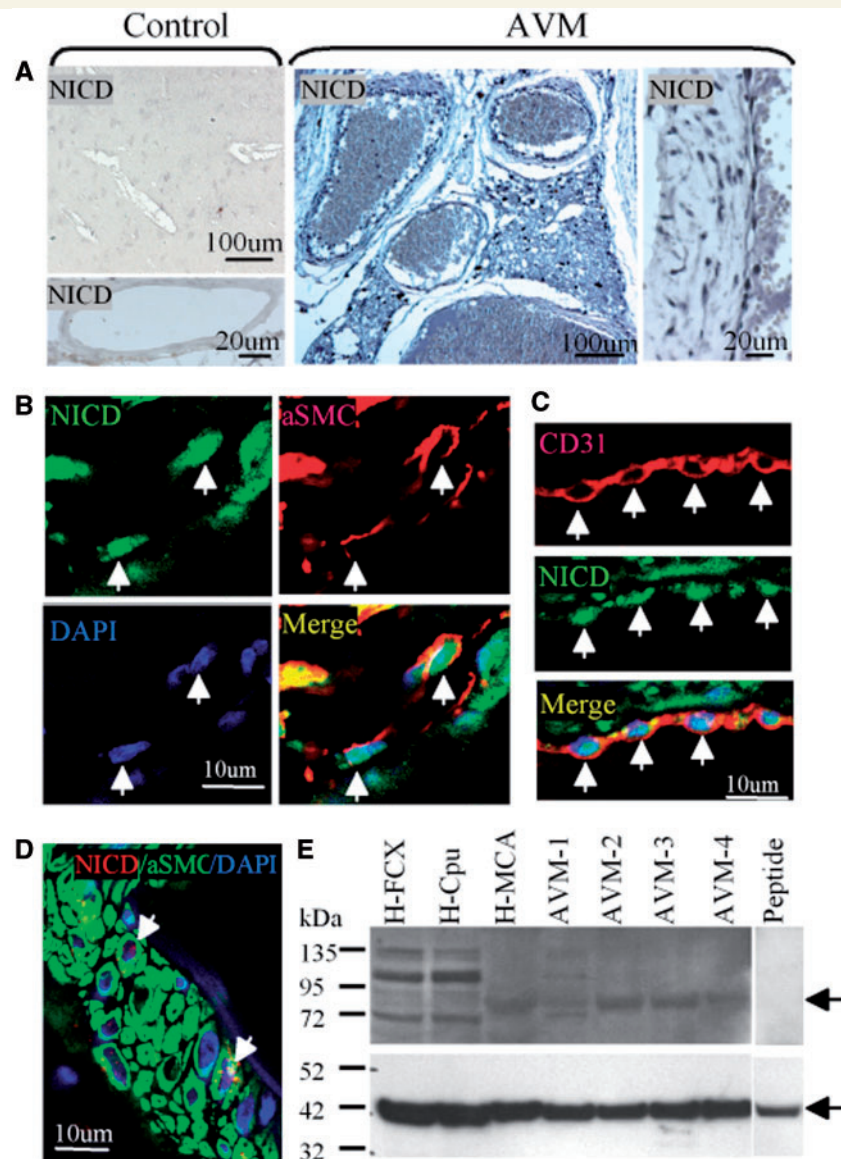 Control AVM
A
NICD NICD NICD
100um
NICD
20um 100um 20um
B C
NICD aSMC CD31
NICD
DAPI Merge
Merge
10um 10um
D E
NICD/aSMC/DAPI
10um
H-FCX H-Cpu H-MCA AVM-1 AVM-2 AVM-3 AVM-4 Peptide
kDa
135
95
72
52
42
32